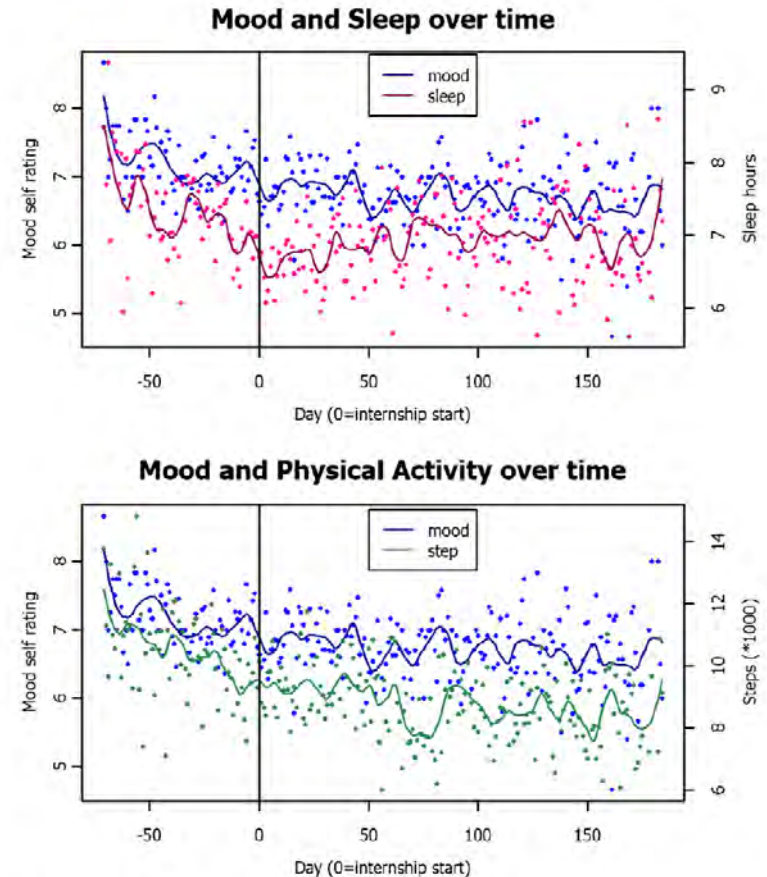 Mood and Sleep over time
mood
sleep
Mood self rating
5
6
7
8
Sleep hours
6
7
8
9
-50
0
50
100
150
Day (0=internship start)
Mood and Physical Activity over time
mood
step
Mood self rating
5
6
7
8
Steps (*1000)
6
8
10
12
14
-50
0
50
100
150
Day (0=internship start)